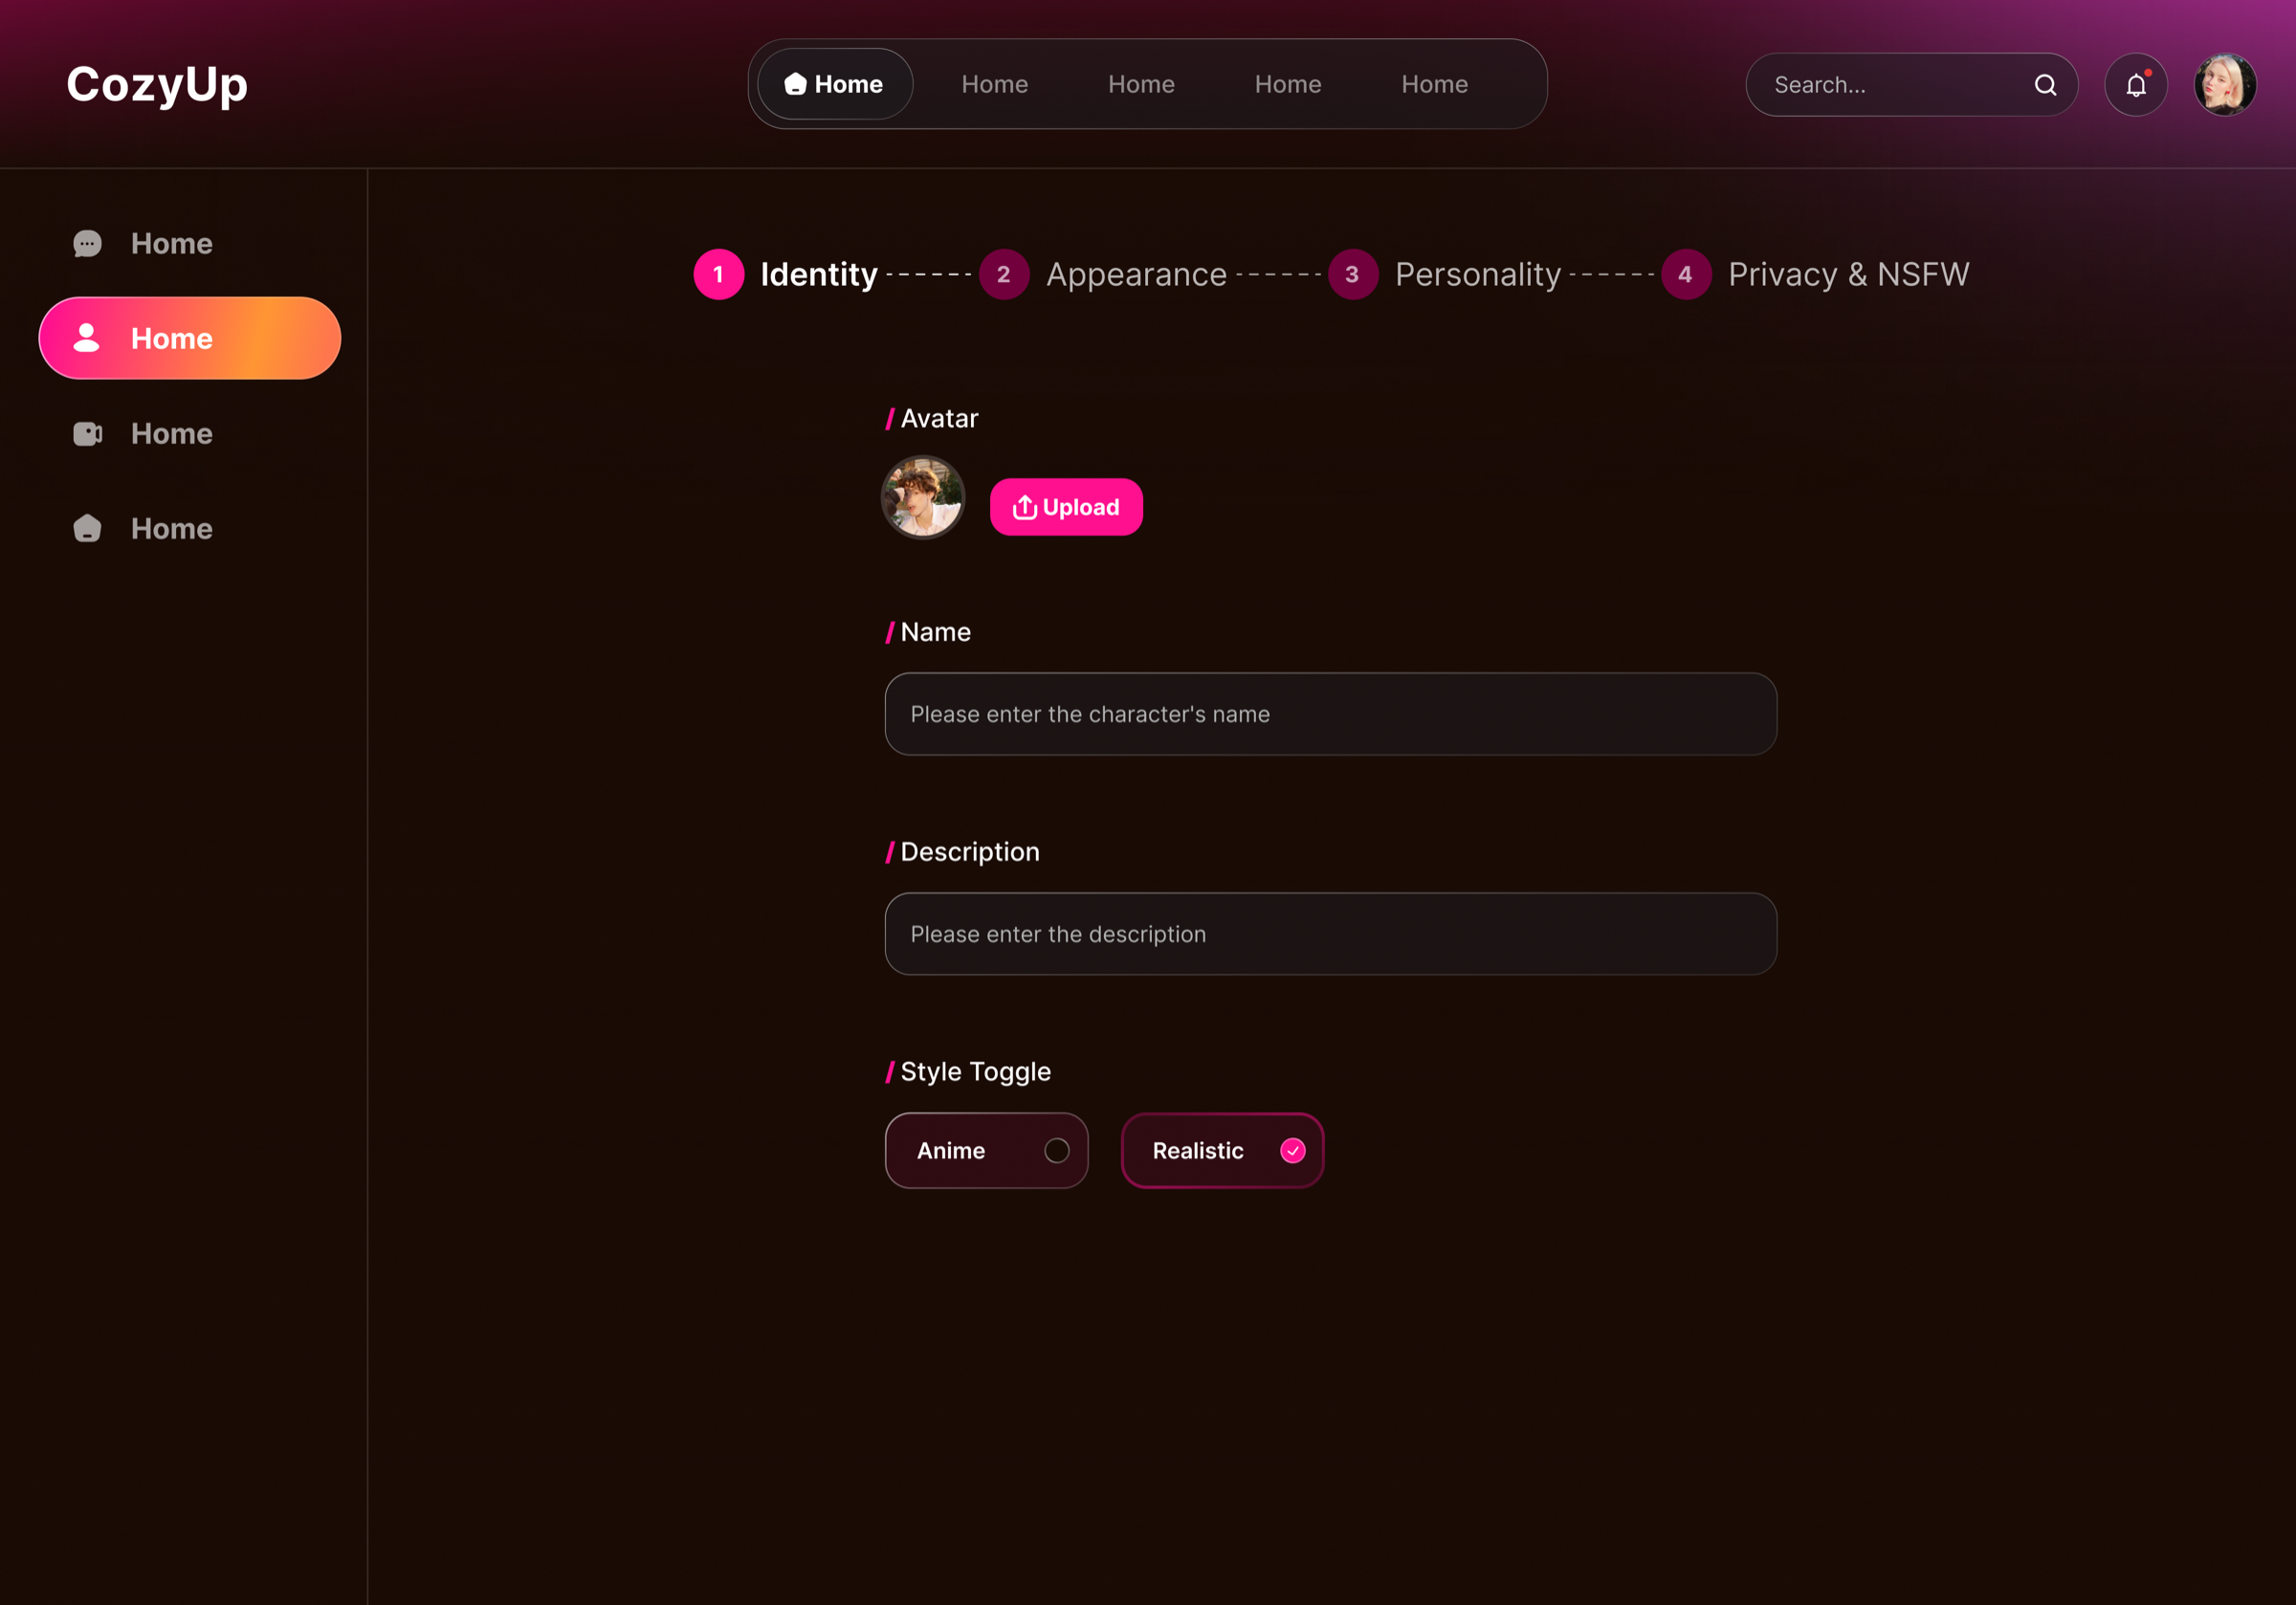 CozyUp
Home Home Home Home Home
Search...
Home
Home
Home
Home
1 Identity 2 Appearance 3 Personality 4 Privacy & NSFW
/ Avatar
Upload
/ Name
Please enter the character's name
/ Description
Please enter the description
/ Style Toggle
Anime Realistic